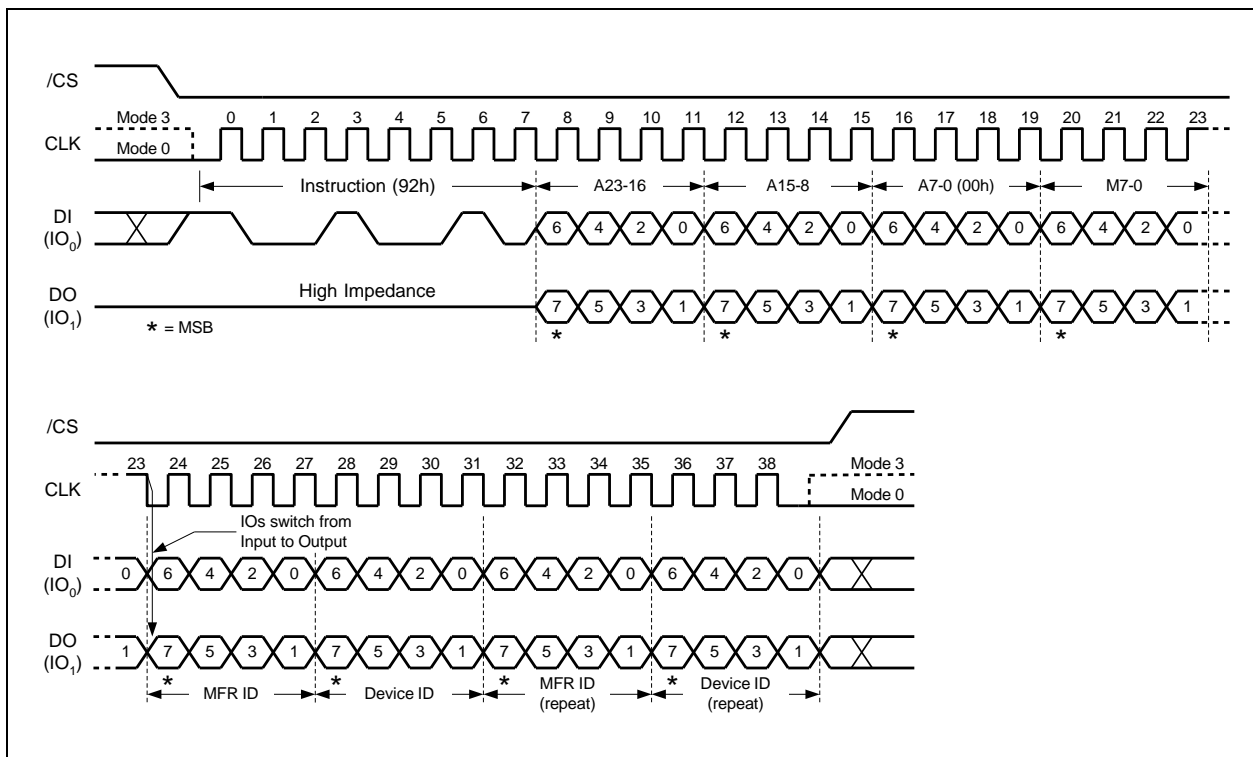 /CS
Mode 3 0 1 2 3 4 5 6 7 8 9 10 11 12 13 14 15 16 17 18 19 20 21 22 23
CLK
Mode 0
Instruction (92h) A23-16 A15-8 A7-0 (00h) M7-0
DI
(IO0) 6 4 2 0 6 4 2 0 6 4 2 0 6 4 2 0
High Impedance
DO
(IO1) 7 5 3 1 7 5 3 1 7 5 3 1 7 5 3 1
* = MSB * * * *
/CS
23 24 25 26 27 28 29 30 31 32 33 34 35 36 37 38 Mode 3
CLK
Mode 0
IOs switch from
Input to Output
DI
(IO0) 0 6 4 2 0 6 4 2 0 6 4 2 0 6 4 2 0
DO
(IO1) 1 7 5 3 1 7 5 3 1 7 5 3 1 7 5 3 1
* * * *
MFR ID Device ID MFR ID Device ID
(repeat) (repeat)